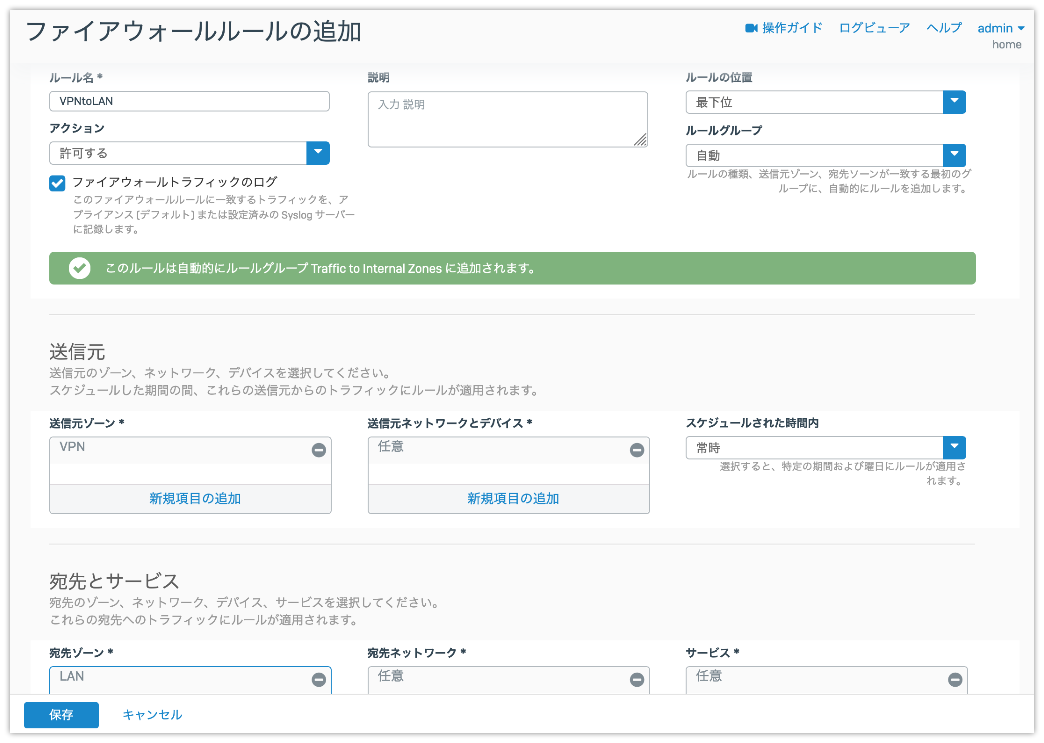 ファイアウォールルールの追加
操作ガイド ログビューア ヘルプ admin
home
ルール名 *
VPNtoLAN
アクション
許可する
ファイアウォールトラフィックのログ
このファイアウォールルールに一致するトラフィックを、ア
プライアンス [デフォルト] または設定済みの Syslog サーバー
に記録します。
説明
入力 説明
ルールの位置
最下位
ルールグループ
自動
ルールの種類、送信元ゾーン、宛先ゾーンが一致する最初のグ
ループに、自動的にルールを追加します。
このルールは自動的にルールグループ Traffic to Internal Zones に追加されます。
送信元
送信元のゾーン、ネットワーク、デバイスを選択してください。
スケジュールした期間の間、これらの送信元からのトラフィックにルールが適用されます。
送信元ゾーン *
VPN
新規項目の追加
送信元ネットワークとデバイス *
任意
新規項目の追加
スケジュールされた時間内
常時
選択すると、特定の期間および曜日にルールが適用さ
れます。
宛先とサービス
宛先のゾーン、ネットワーク、デバイス、サービスを選択してください。
これらの宛先へのトラフィックにルールが適用されます。
宛先ゾーン *
LAN
宛先ネットワーク *
任意
サービス *
任意
保存 キャンセル